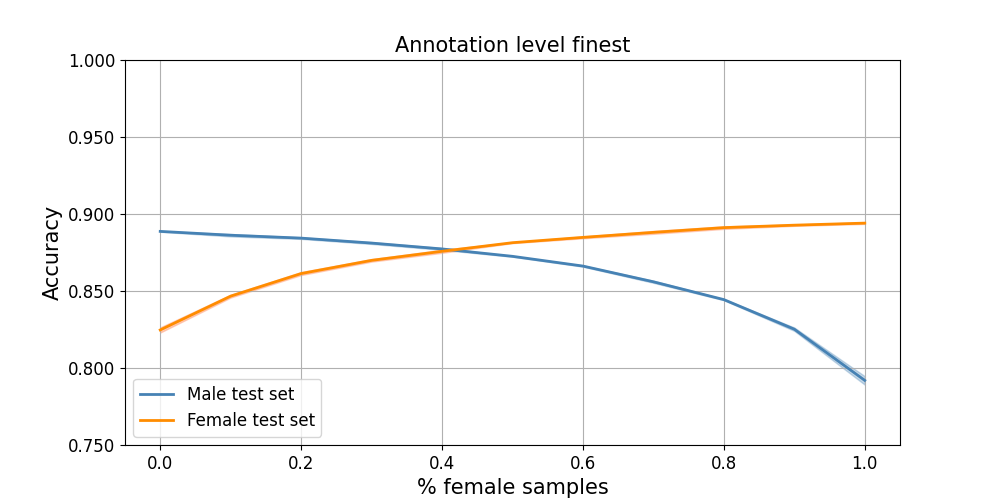 Annotation level finest
Accuracy
1.000
0.950
0.900
0.850
0.800
0.750
Male test set
Female test set
0.0 0.2 0.4 0.6 0.8 1.0
% female samples